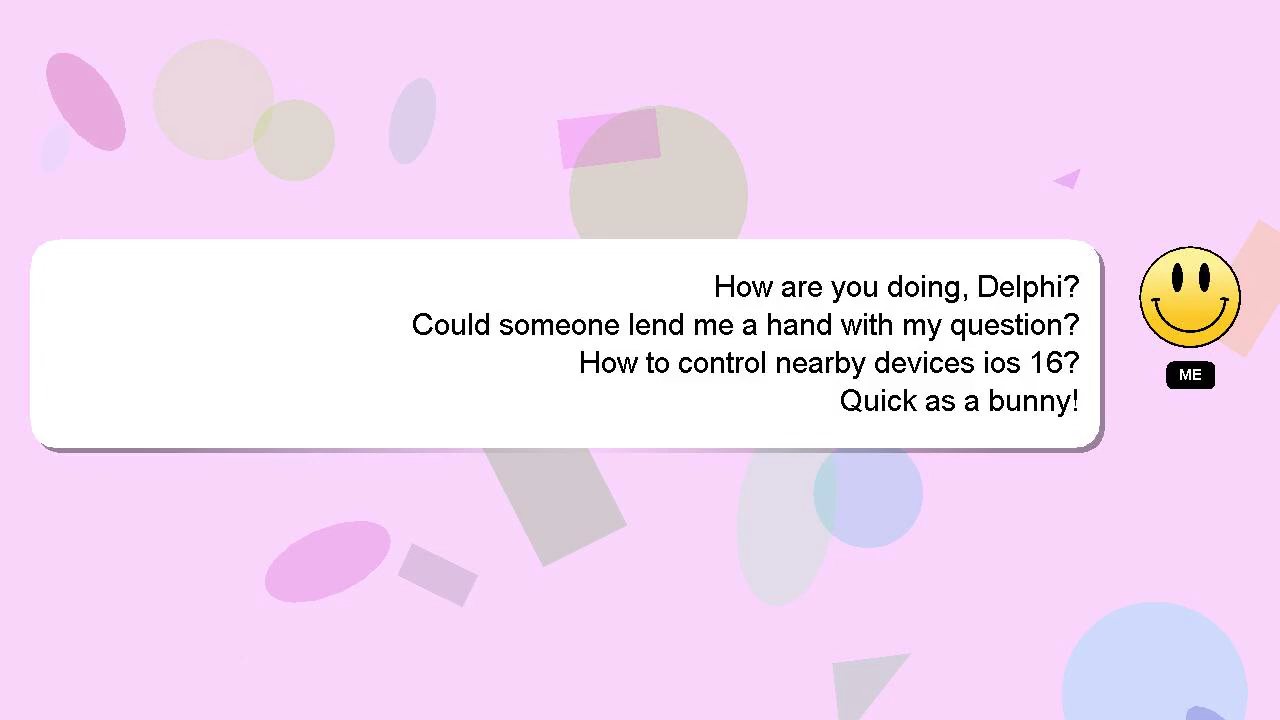 How are you doing, Delphi?
Could someone lend me a hand with my question?
How to control nearby devices ios 16?
Quick as a bunny!
ME